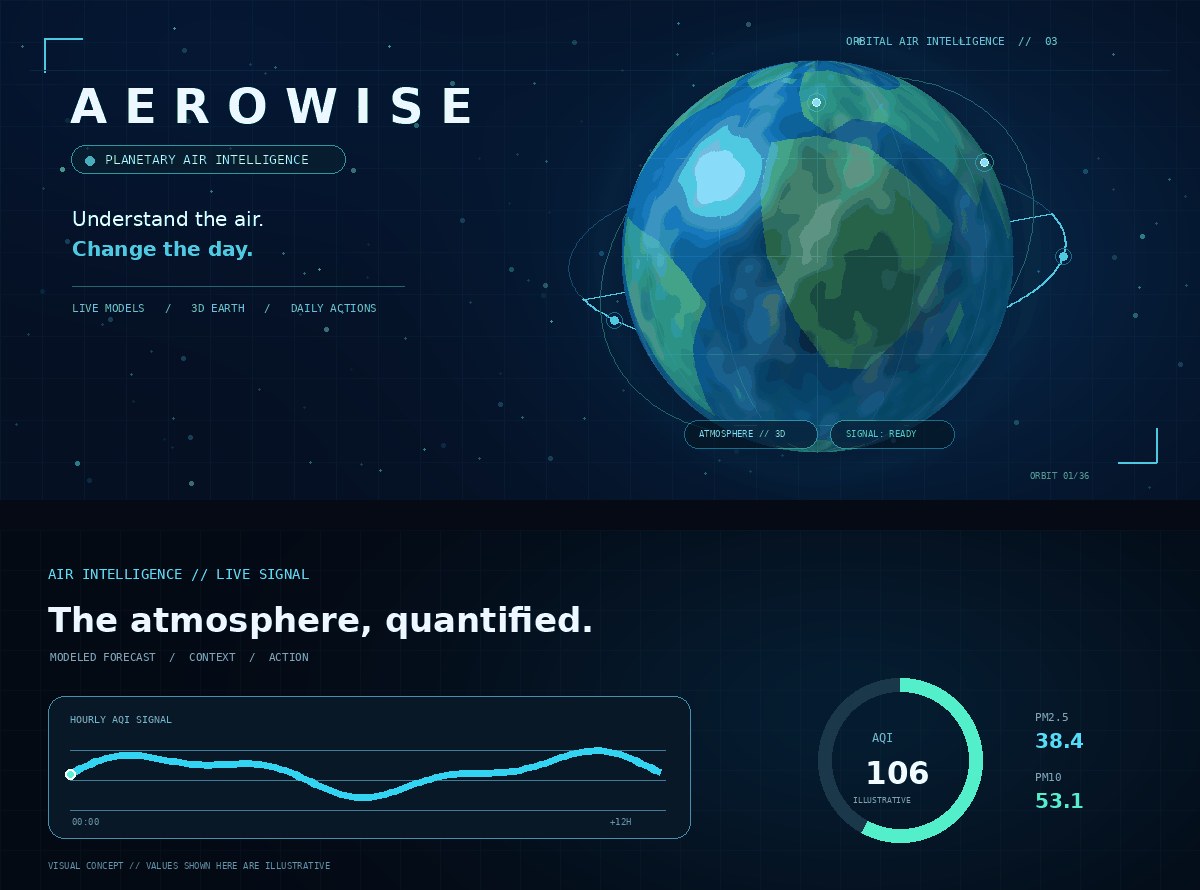 ORBITAL AIR INTELLIGENCE // 03
AEROWISE
PLANETARY AIR INTELLIGENCE
Understand the air.
Change the day.
LIVE MODELS / 3D EARTH / DAILY ACTIONS
ATMOSPHERE // 3D
SIGNAL: READY
ORBIT 01/36
AIR INTELLIGENCE // LIVE SIGNAL
The atmosphere, quantified.
MODELED FORECAST / CONTEXT / ACTION
HOURLY AQI SIGNAL
00:00
+12H
AQI
106
ILLUSTRATIVE
PM2.5
38.4
PM10
53.1
VISUAL CONCEPT // VALUES SHOWN HERE ARE ILLUSTRATIVE